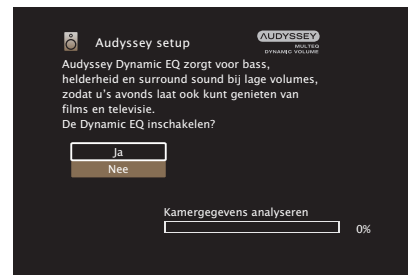 Audyssey setup
AUDYSSEY
MULTEQ
DYNAMIC VOLUME
Audyssey Dynamic EQ zorgt voor bass,
helderheid en surround sound bij lage volumes,
zodat u's avonds laat ook kunt genieten van
films en televisie.
De Dynamic EQ inschakelen?
Ja
Nee
Kamergegevens analyseren
0%